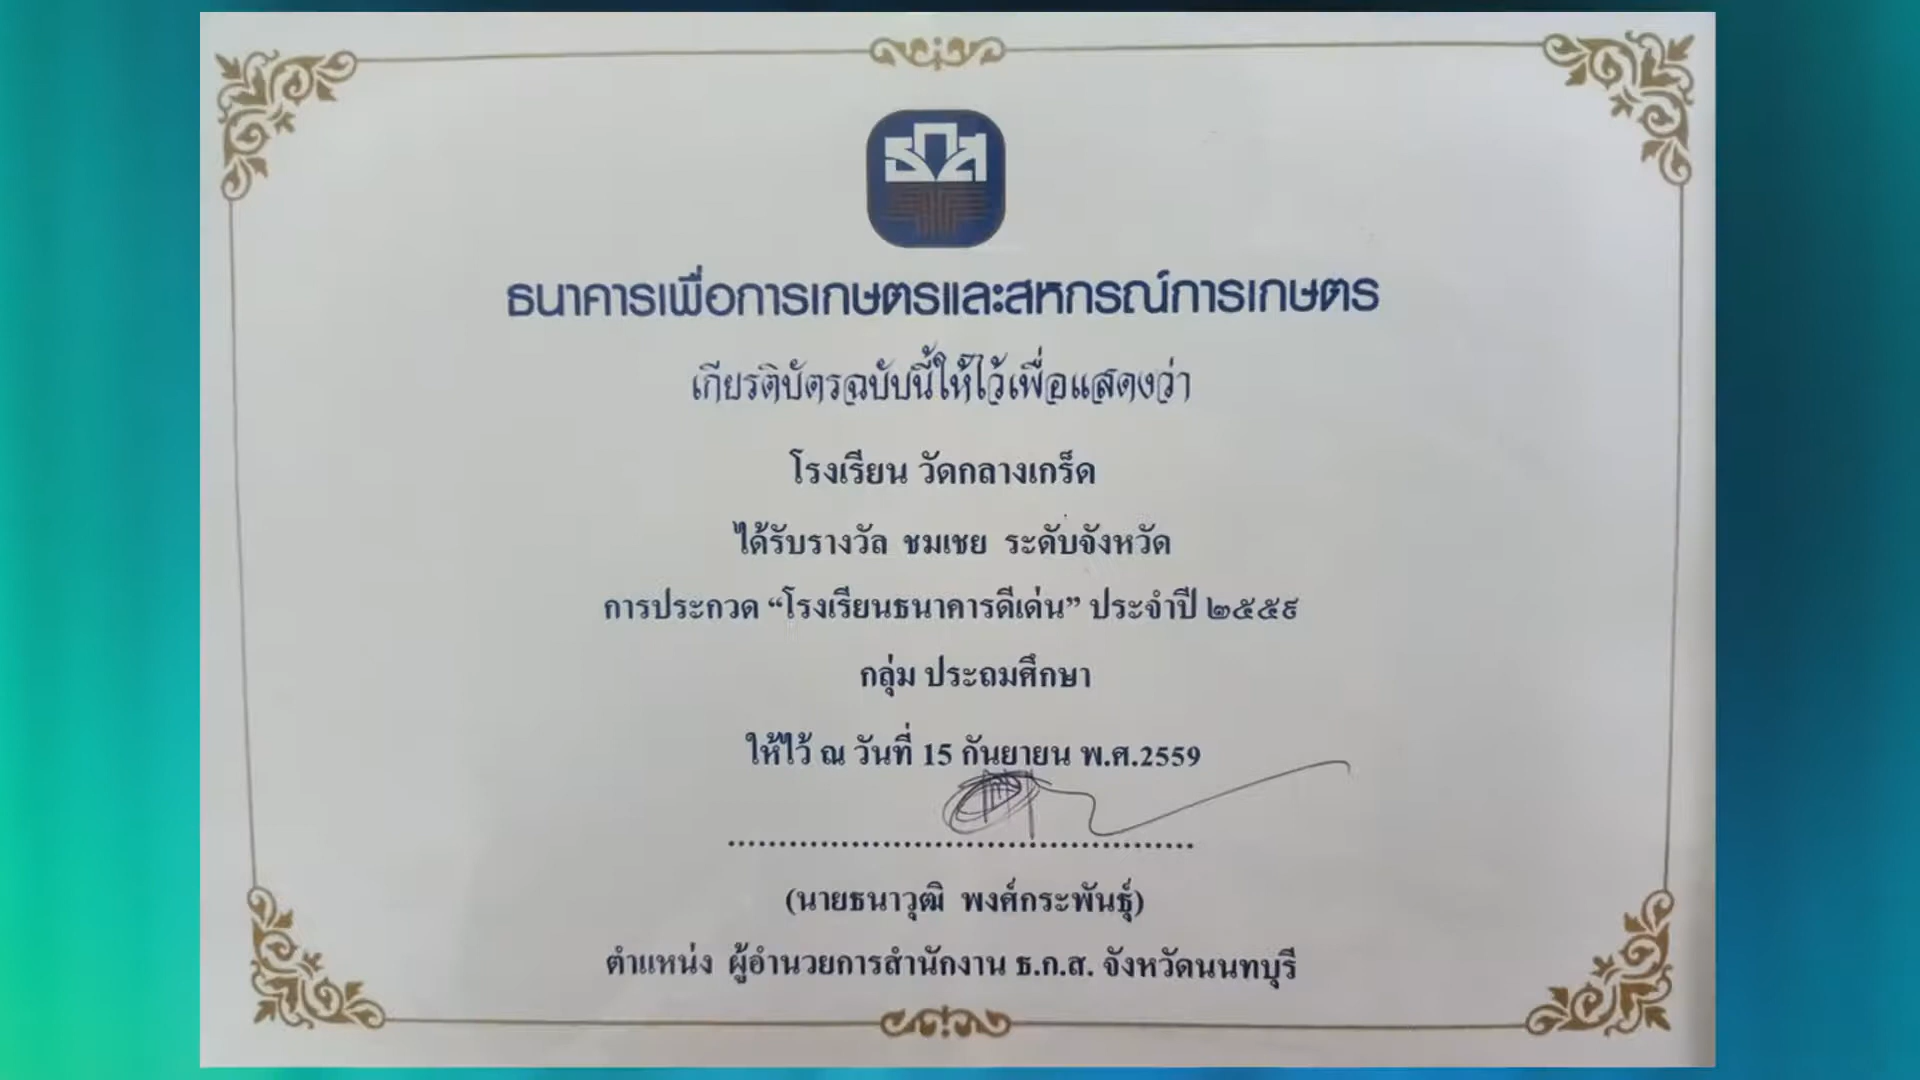 ธกส
ธนาคารเพื่อการเกษตรและสหกรณ์การเกษตร
เกียรติบัตรฉบับนี้ให้ไว้เพื่อแสดงว่า
โรงเรียน วัดกลางเกร็ด
ได้รับรางวัล ชมเชย ระดับจังหวัด
การประกวด “โรงเรียนธนาคารดีเด่น” ประจำปี ๒๕๕๙
กลุ่ม ประถมศึกษา
ให้ไว้ ณ วันที่ 15 กันยายน พ.ศ.2559
(นายธนาวุฒิ พงศ์กระพันธุ์)
ตำแหน่ง ผู้อำนวยการสำนักงาน ธ.ก.ส. จังหวัดนนทบุรี